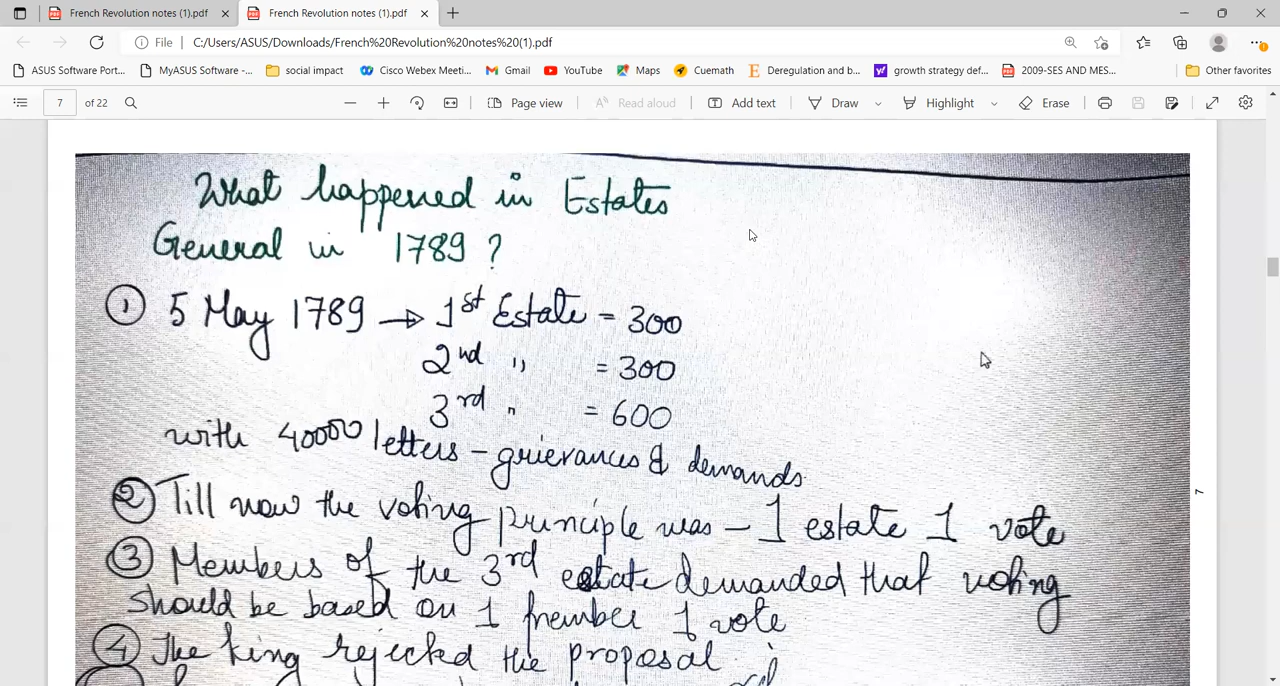 French Revolution notes (1).pdf
French Revolution notes (1).pdf
File
C:/Users/ASUS/Downloads/French%20Revolution%20notes%20(1).pdf
ASUS Software Port...
MyASUS Software -...
social impact
Cisco Webex Meeti...
Gmail
YouTube
Maps
Cuemath
Deregulation and b...
growth strategy def...
2009-SES AND MES...
Other favorites
7 of 22
Page view
Read aloud
Add text
Draw
Highlight
Erase
What happened in Estates
General in 1789 ?
① 5 May 1789 → 1st Estate = 300
2nd " = 300
3rd " = 600
with 40000 letters - grievances & demands
② Till now the voting principle was - 1 estate 1 vote
③ Members of the 3rd estate demanded that voting
should be based on 1 member 1 vote
④ The king rejected the proposal
7